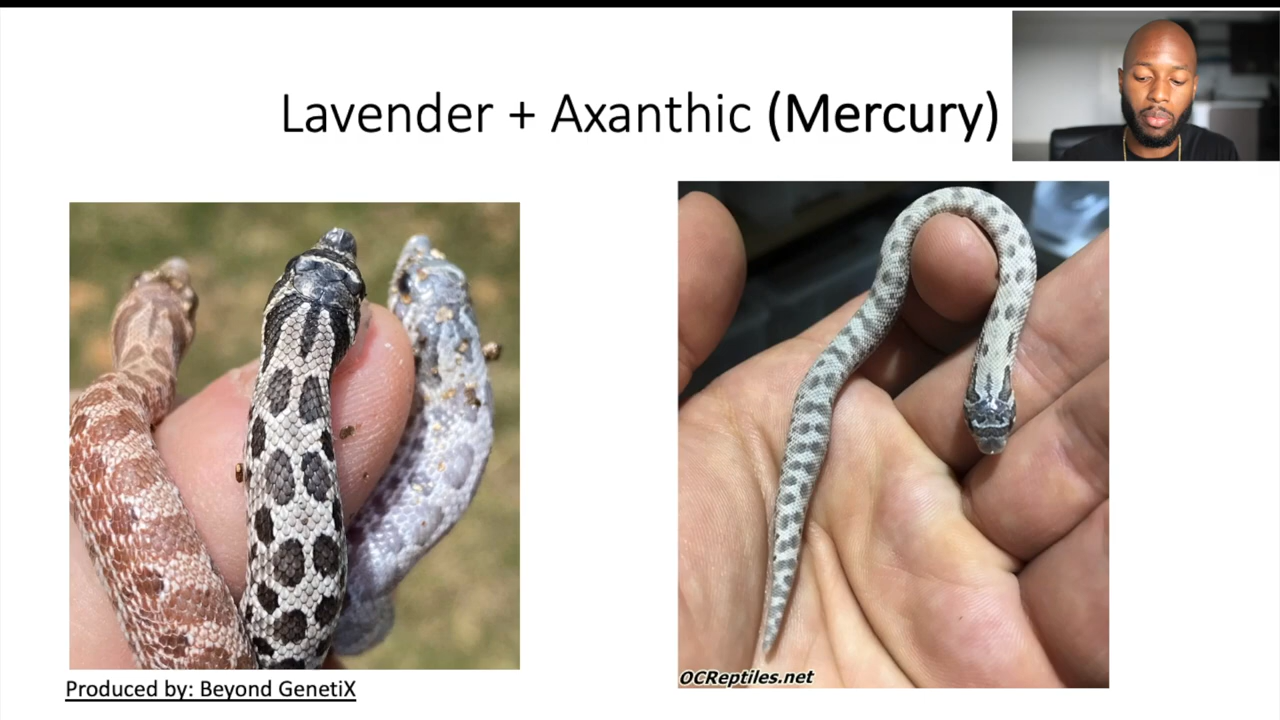 Lavender + Axanthic (Mercury)
Produced by: Beyond GenetiX
OCReptiles.net